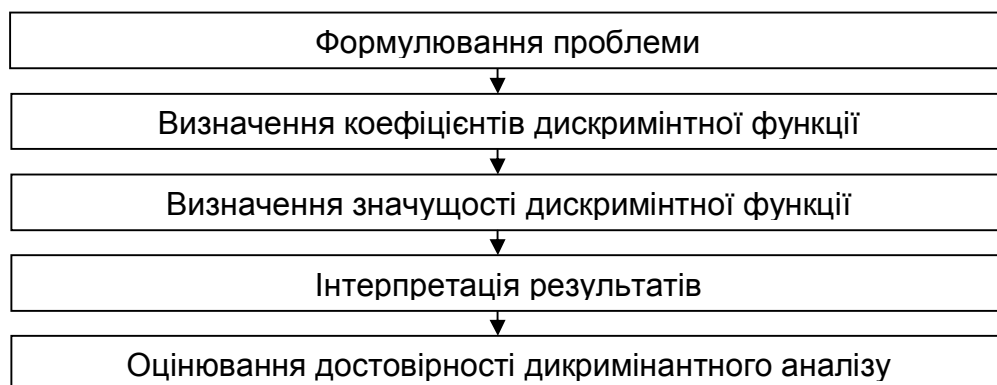 Формулювання проблеми
Визначення коефіцієнтів дискримінтної функції
Визначення значущості дискримінтної функції
Інтерпретація результатів
Оцінювання достовірності дикримінантного аналізу